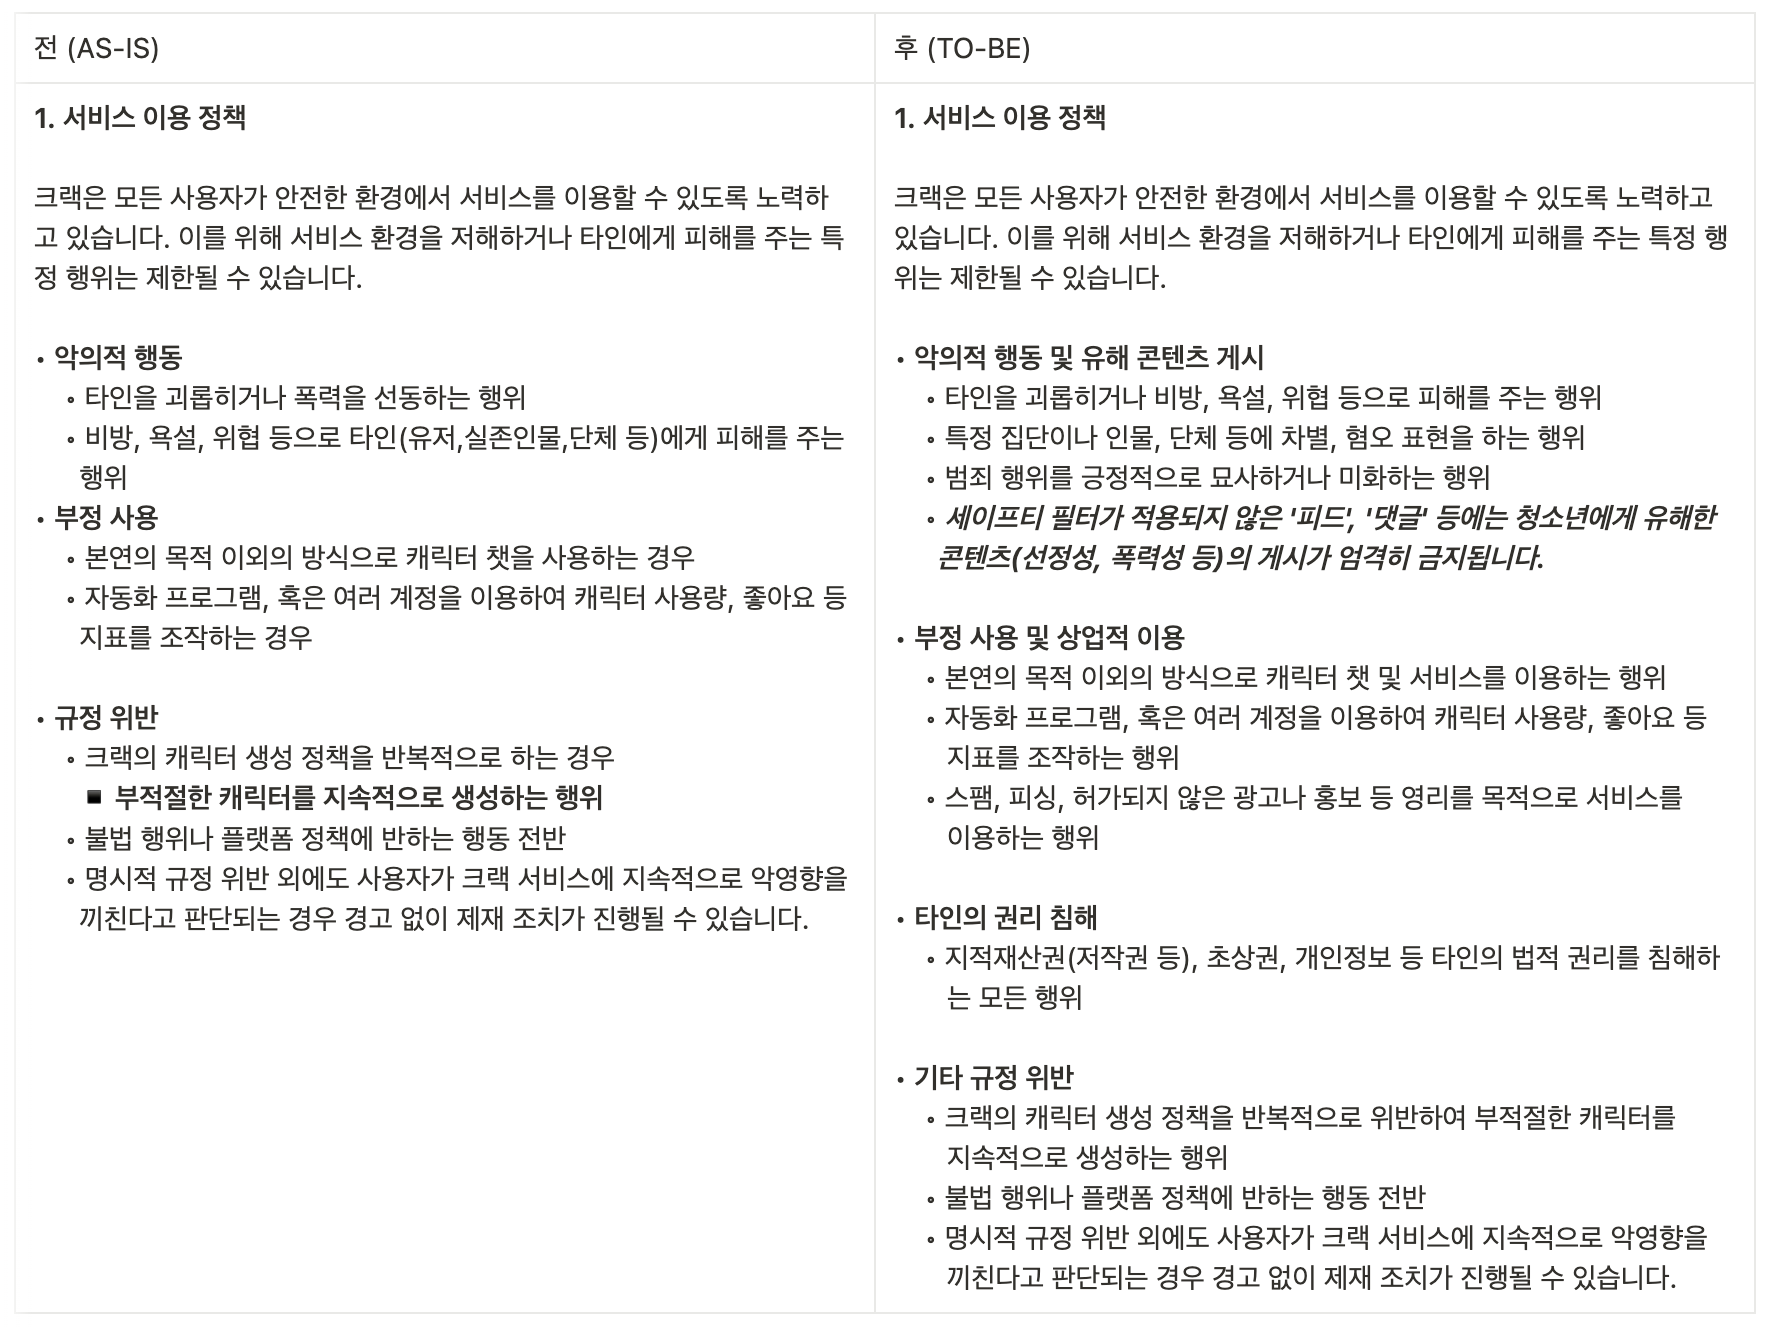 전 (AS-IS)
후 (TO-BE)
1. 서비스 이용 정책
크랙은 모든 사용자가 안전한 환경에서 서비스를 이용할 수 있도록 노력하
고 있습니다. 이를 위해 서비스 환경을 저해하거나 타인에게 피해를 주는 특
정 행위는 제한될 수 있습니다.
• 악의적 행동
◦ 타인을 괴롭히거나 폭력을 선동하는 행위
◦ 비방, 욕설, 위협 등으로 타인(유저,실존인물,단체 등)에게 피해를 주는
행위
• 부정 사용
◦ 본연의 목적 이외의 방식으로 캐릭터 챗을 사용하는 경우
◦ 자동화 프로그램, 혹은 여러 계정을 이용하여 캐릭터 사용량, 좋아요 등
지표를 조작하는 경우
• 규정 위반
◦ 크랙의 캐릭터 생성 정책을 반복적으로 하는 경우
▪ 부적절한 캐릭터를 지속적으로 생성하는 행위
◦ 불법 행위나 플랫폼 정책에 반하는 행동 전반
◦ 명시적 규정 위반 외에도 사용자가 크랙 서비스에 지속적으로 악영향을
끼친다고 판단되는 경우 경고 없이 제재 조치가 진행될 수 있습니다.
1. 서비스 이용 정책
크랙은 모든 사용자가 안전한 환경에서 서비스를 이용할 수 있도록 노력하고
있습니다. 이를 위해 서비스 환경을 저해하거나 타인에게 피해를 주는 특정 행
위는 제한될 수 있습니다.
• 악의적 행동 및 유해 콘텐츠 게시
◦ 타인을 괴롭히거나 비방, 욕설, 위협 등으로 피해를 주는 행위
◦ 특정 집단이나 인물, 단체 등에 차별, 혐오 표현을 하는 행위
◦ 범죄 행위를 긍정적으로 묘사하거나 미화하는 행위
◦ 세이프티 필터가 적용되지 않은 '피드', '댓글' 등에는 청소년에게 유해한
콘텐츠(선정성, 폭력성 등)의 게시가 엄격히 금지됩니다.
• 부정 사용 및 상업적 이용
◦ 본연의 목적 이외의 방식으로 캐릭터 챗 및 서비스를 이용하는 행위
◦ 자동화 프로그램, 혹은 여러 계정을 이용하여 캐릭터 사용량, 좋아요 등
지표를 조작하는 행위
◦ 스팸, 피싱, 허가되지 않은 광고나 홍보 등 영리를 목적으로 서비스를
이용하는 행위
• 타인의 권리 침해
◦ 지적재산권(저작권 등), 초상권, 개인정보 등 타인의 법적 권리를 침해하
는 모든 행위
• 기타 규정 위반
◦ 크랙의 캐릭터 생성 정책을 반복적으로 위반하여 부적절한 캐릭터를
지속적으로 생성하는 행위
◦ 불법 행위나 플랫폼 정책에 반하는 행동 전반
◦ 명시적 규정 위반 외에도 사용자가 크랙 서비스에 지속적으로 악영향을
끼친다고 판단되는 경우 경고 없이 제재 조치가 진행될 수 있습니다.